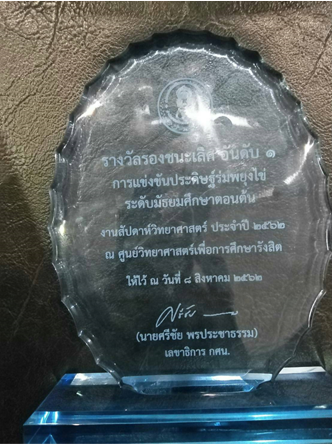 รางวัลรองชนะเลิศ อันดับ ๑
การแข่งขันประดิษฐ์ร่มพยุงไข่
ระดับมัธยมศึกษาตอนต้น
งานสัปดาห์วิทยาศาสตร์ ประจำปี ๒๕๖๒
ณ ศูนย์วิทยาศาสตร์เพื่อการศึกษารังสิต
ให้ไว้ ณ วันที่ ๘ สิงหาคม ๒๕๖๒
(นายศรีชัย พรประชาธรรม)
เลขาธิการ กศน.